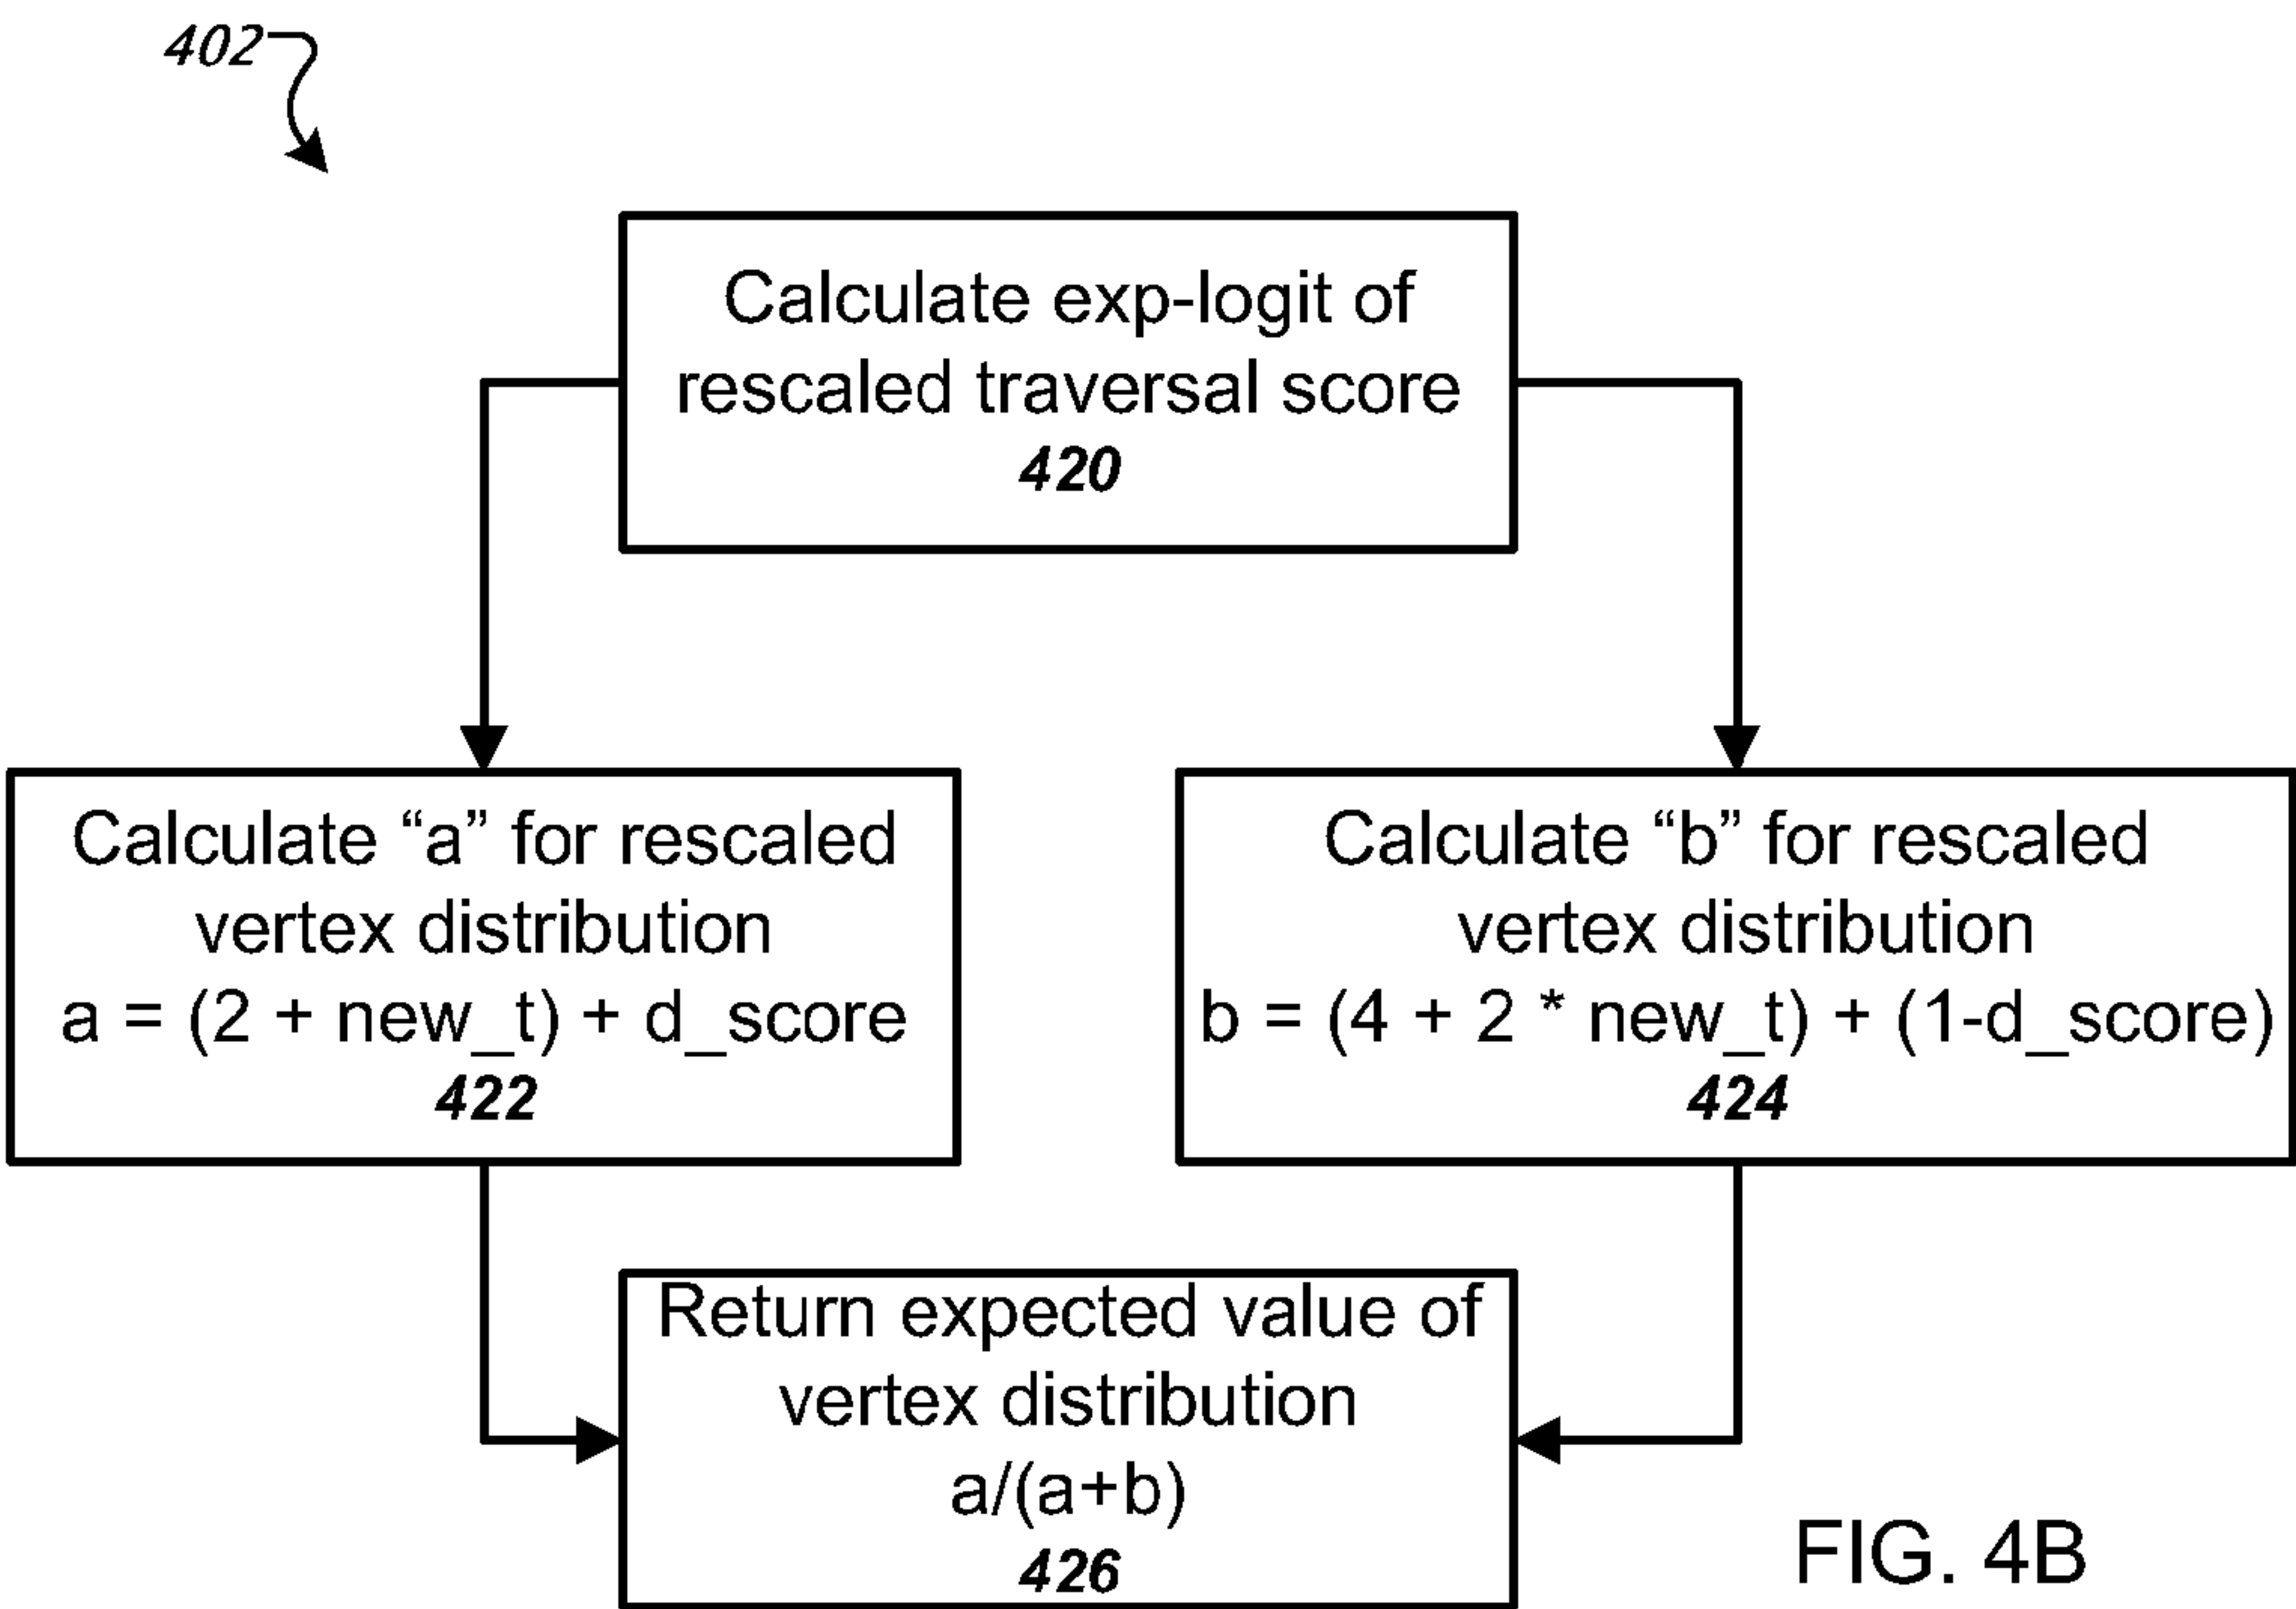 402
Calculate exp-logit of
rescaled traversal score
420
Calculate “a” for rescaled
vertex distribution
a = (2 + new_t) + d_score
422
Calculate “b” for rescaled
vertex distribution
b = (4 + 2 * new_t) + (1-d_score)
424
Return expected value of
vertex distribution
a/(a+b)
426
FIG. 4B